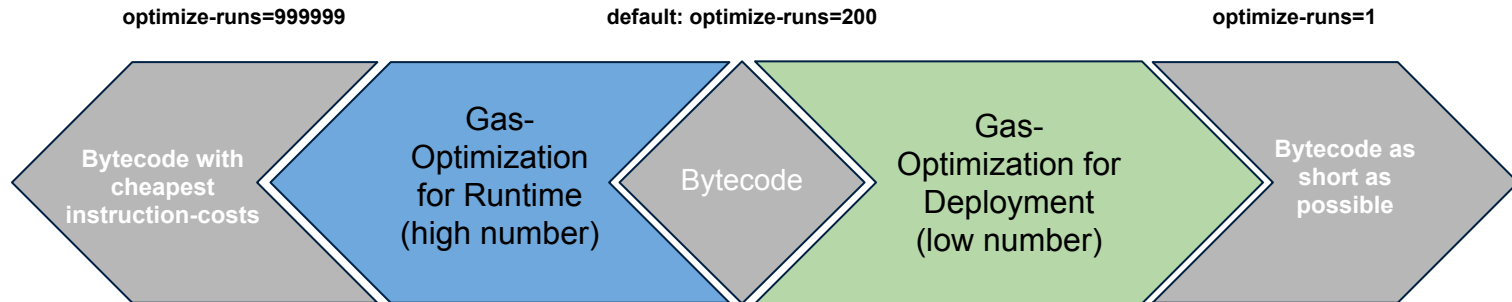 optimize-runs=999999
default: optimize-runs=200
optimize-runs=1
Bytecode with
cheapest
instruction-costs
Gas-
Optimization
for Runtime
(high number)
Bytecode
Gas-
Optimization for
Deployment
(low number)
Bytecode as
short as
possible